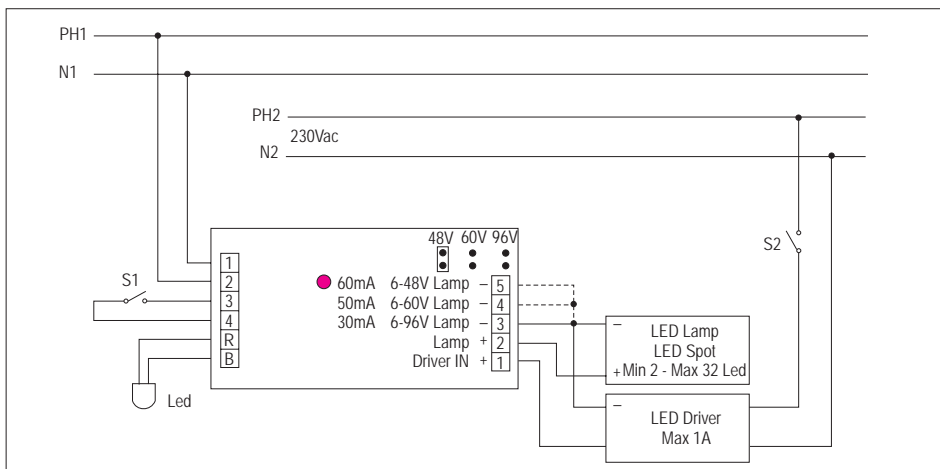 PH1
N1
PH2
230Vac
N2
48V 60V 96V
S2
1
S1
2
60mA 6-48V Lamp – 5
3
50mA 6-60V Lamp – 4
4
30mA 6-96V Lamp – 3
R
Lamp + 2
B
Driver IN + 1
– LED Lamp
LED Spot
+ Min 2 - Max 32 Led
Led
– LED Driver
Max 1A